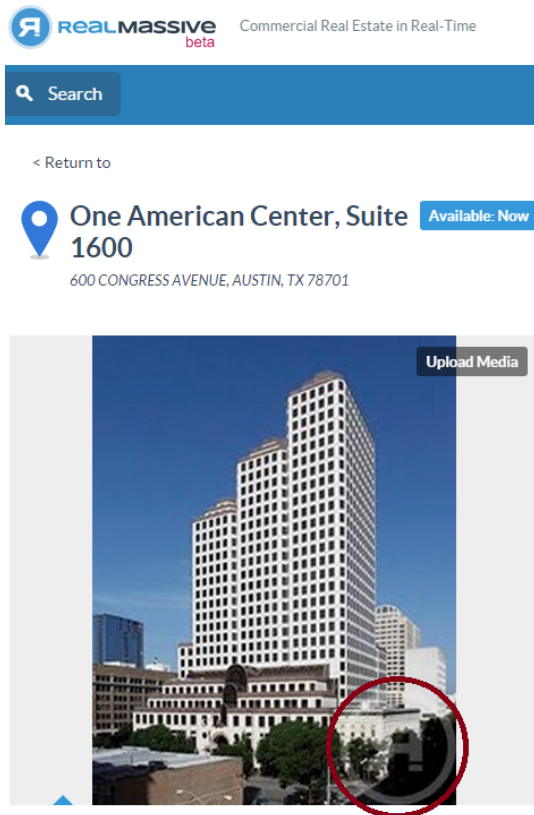 REALMASSIVE
beta
Commercial Real Estate in Real-Time
Search
< Return to
One American Center, Suite
1600
Available: Now
600 CONGRESS AVENUE, AUSTIN, TX 78701
Upload Media